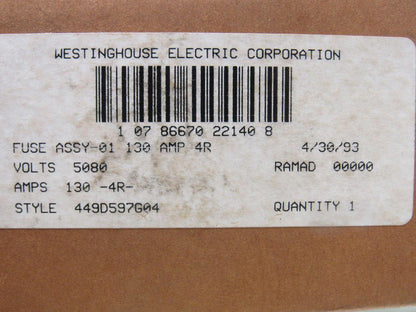 WESTINGHOUSE ELECTRIC CORPORATION
1 07 86670 22140 8
FUSE ASSY-01 130 AMP 4R 4/30/93
VOLTS 5080 RAMAD 00000
AMPS 130 -4R-
STYLE 449D597G04 QUANTITY 1